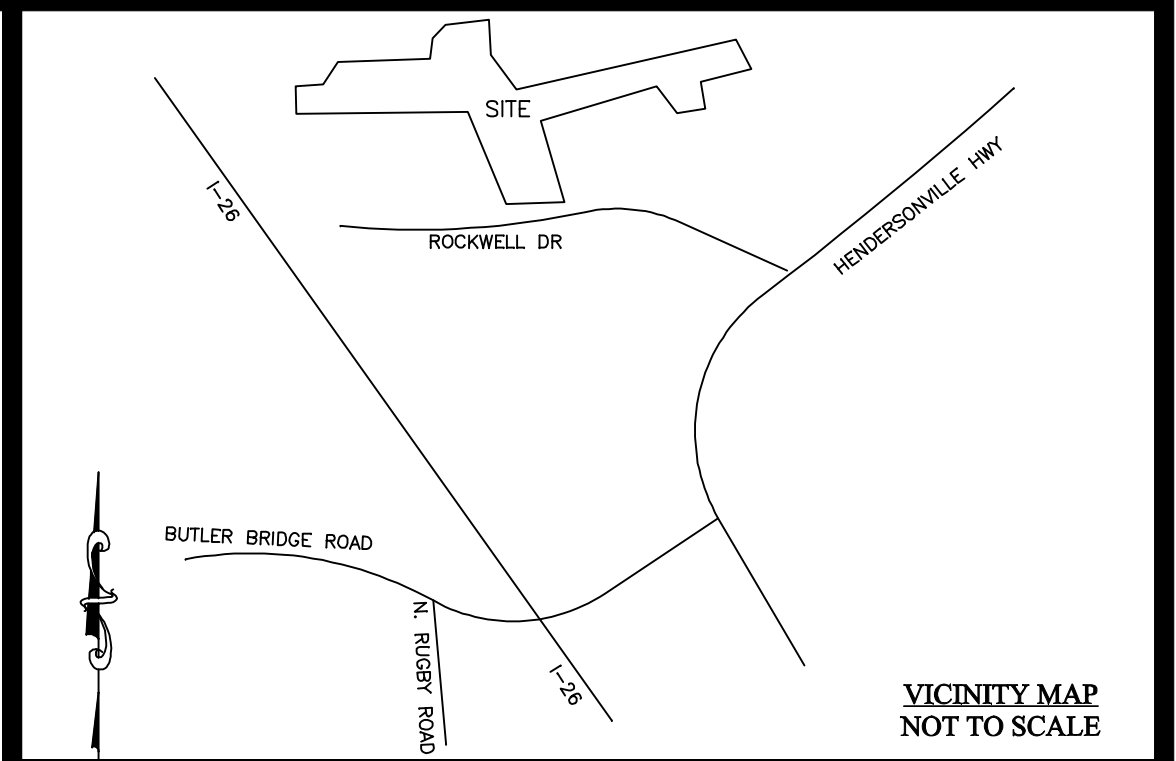 SITE
I-26
ROCKWELL DR
HENDERSONVILLE HWY
BUTLER BRIDGE ROAD
N. RUGBY ROAD
I-26
VICINITY MAP
NOT TO SCALE